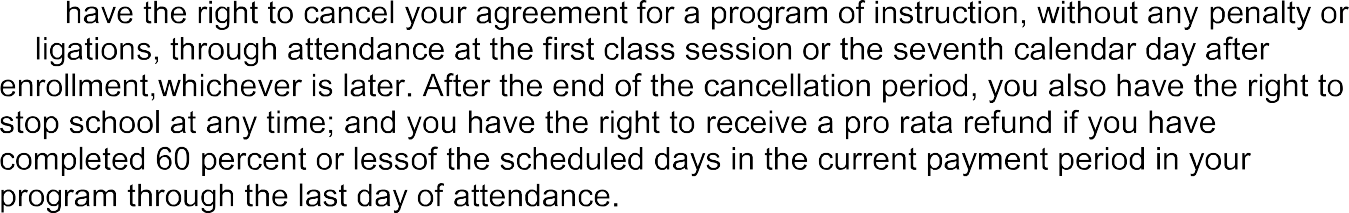 have the right to cancel your agreement for a program of instruction, without any penalty or
ligations, through attendance at the first class session or the seventh calendar day after
enrollment,whichever is later. After the end of the cancellation period, you also have the right to
stop school at any time; and you have the right to receive a pro rata refund if you have
completed 60 percent or lessof the scheduled days in the current payment period in your
program through the last day of attendance.